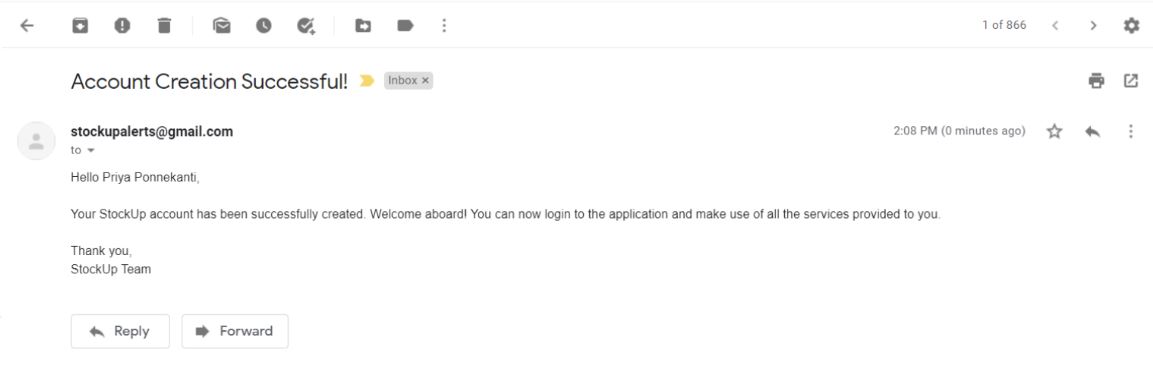 1 of 866
Account Creation Successful!
Inbox ×
stockupalerts@gmail.com
2:08 PM (0 minutes ago)
to
Hello Priya Ponnekanti,
Your StockUp account has been successfully created. Welcome aboard! You can now login to the application and make use of all the services provided to you.
Thank you,
StockUp Team
Reply
Forward